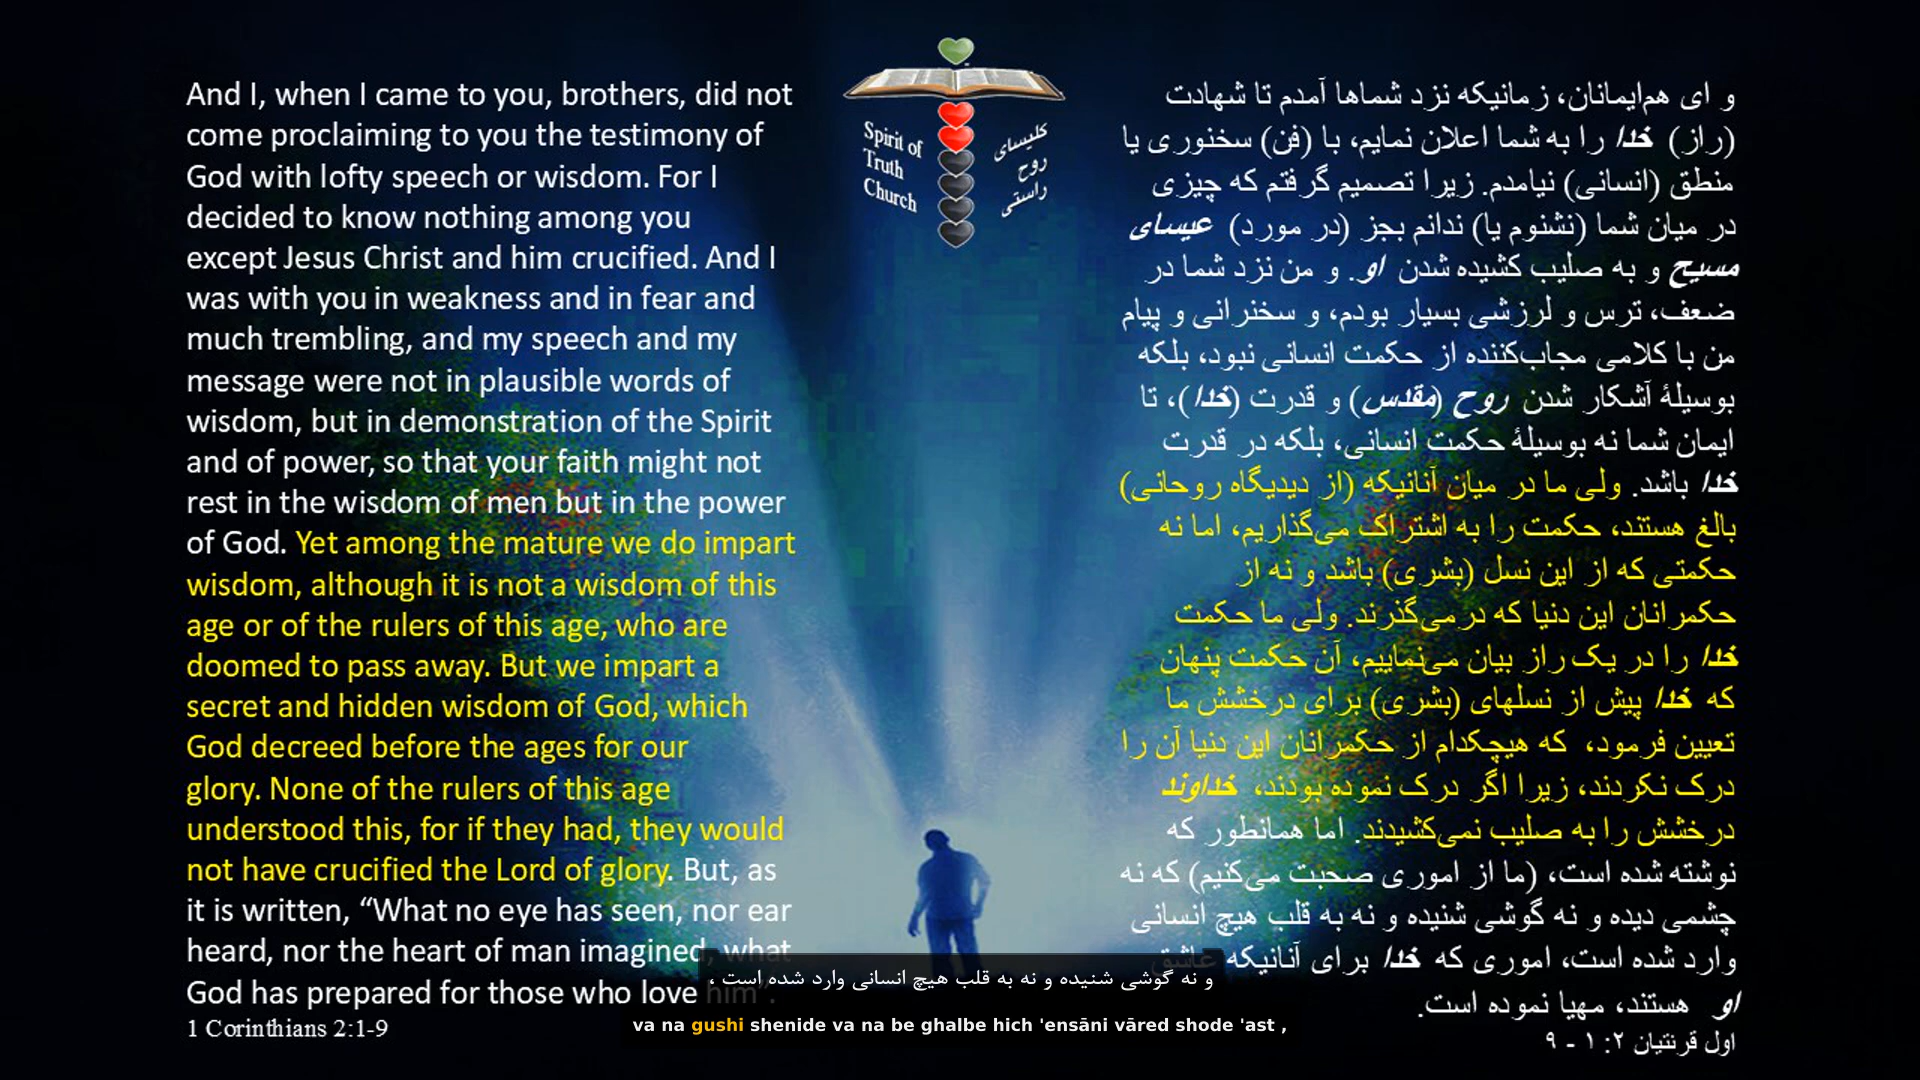 And I, when I came to you, brothers, did not
come proclaiming to you the testimony of
God with lofty speech or wisdom. For I
decided to know nothing among you
except Jesus Christ and him crucified. And I
was with you in weakness and in fear and
much trembling, and my speech and my
message were not in plausible words of
wisdom, but in demonstration of the Spirit
and of power, so that your faith might not
rest in the wisdom of men but in the power
of God. Yet among the mature we do impart
wisdom, although it is not a wisdom of this
age or of the rulers of this age, who are
doomed to pass away. But we impart a
secret and hidden wisdom of God, which
God decreed before the ages for our
glory. None of the rulers of this age
understood this, for if they had, they would
not have crucified the Lord of glory. But, as
it is written, “What no eye has seen, nor ear
heard, nor the heart of man imagined, what
God has prepared for those who love him”.
1 Corinthians 2:1-9
Spirit of
Truth
Church
کلیسای
روح
راستی
و ای هم‌ایمانان، زمانیکه نزد شماها آمدم تا شهادت
(راز) خدا را به شما اعلان نمایم، با (فن) سخنوری یا
منطق (انسانی) نیامدم. زیرا تصمیم گرفتم که چیزی
در میان شما (نشنوم یا) ندانم بجز (در مورد) عیسای
مسیح و به صلیب کشیده شدن او. و من نزد شما در
ضعف، ترس و لرزشی بسیار بودم، و سخنرانی و پیام
من با کلامی مجاب‌کننده از حکمت انسانی نبود، بلکه
بوسیلهٔ آشکار شدن روح (مقدس) و قدرت (خدا)، تا
ایمان شما نه بوسیلهٔ حکمت انسانی، بلکه در قدرت
خدا باشد. ولی ما در میان آنانیکه (از دیدیگاه روحانی)
بالغ هستند، حکمت را به اشتراک می‌گذاریم، اما نه
حکمتی که از این نسل (بشری) باشد و نه از
حکمرانان این دنیا که درمی‌گذرند. ولی ما حکمت
خدا را در یک راز بیان می‌نماییم، آن حکمت پنهان
که خدا پیش از نسلهای (بشری) برای درخشش ما
تعیین فرمود، که هیچکدام از حکمرانان این دنیا آن را
درک نکردند، زیرا اگر درک نموده بودند، خداوند
درخشش را به صلیب نمی‌کشیدند. اما همانطور که
نوشته شده است، (ما از اموری صحبت می‌کنیم) که نه
چشمی دیده و نه گوشی شنیده و نه به قلب هیچ انسانی
وارد شده است، اموری که خدا برای آنانیکه عاشق
او هستند، مهیا نموده است.
اول قرنتیان ۲: ۱ - ۹
و نه گوشی شنیده و نه به قلب هیچ انسانی وارد شده است ،
va na gushi shenide va na be ghalbe hich 'ensāni vāred shode 'ast ,